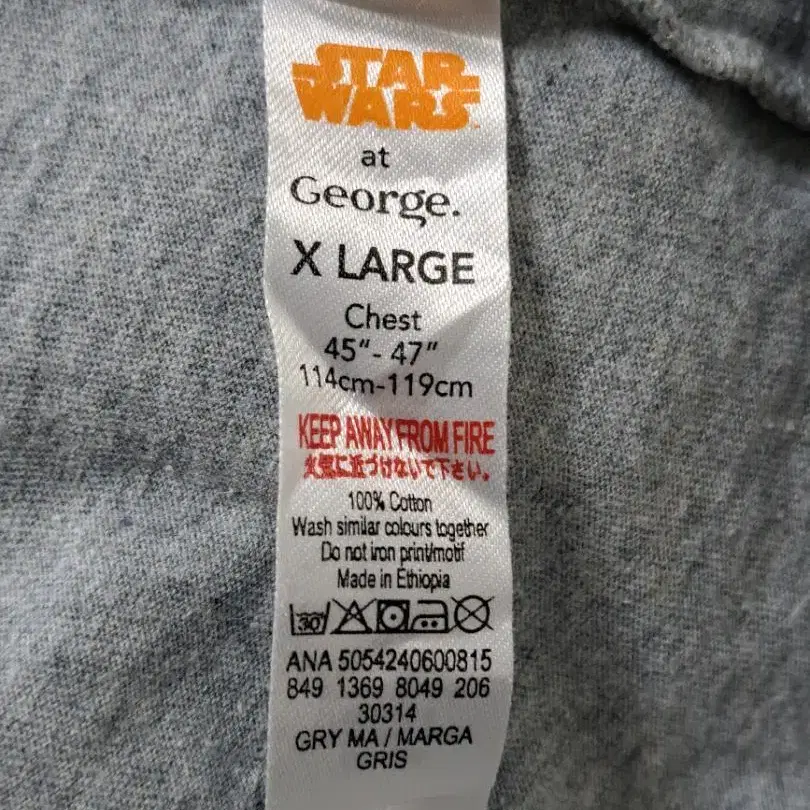 STAR
WARS
at
George.
X LARGE
Chest
45"- 47"
114cm-119cm
KEEP AWAY FROM FIRE
火気に近づけないで下さい。
100% Cotton
Wash similar colours together
Do not iron print/motif
Made in Ethiopia
30
ANA 5054240600815
849 1369 8049 206
30314
GRY MA / MARGA
GRIS